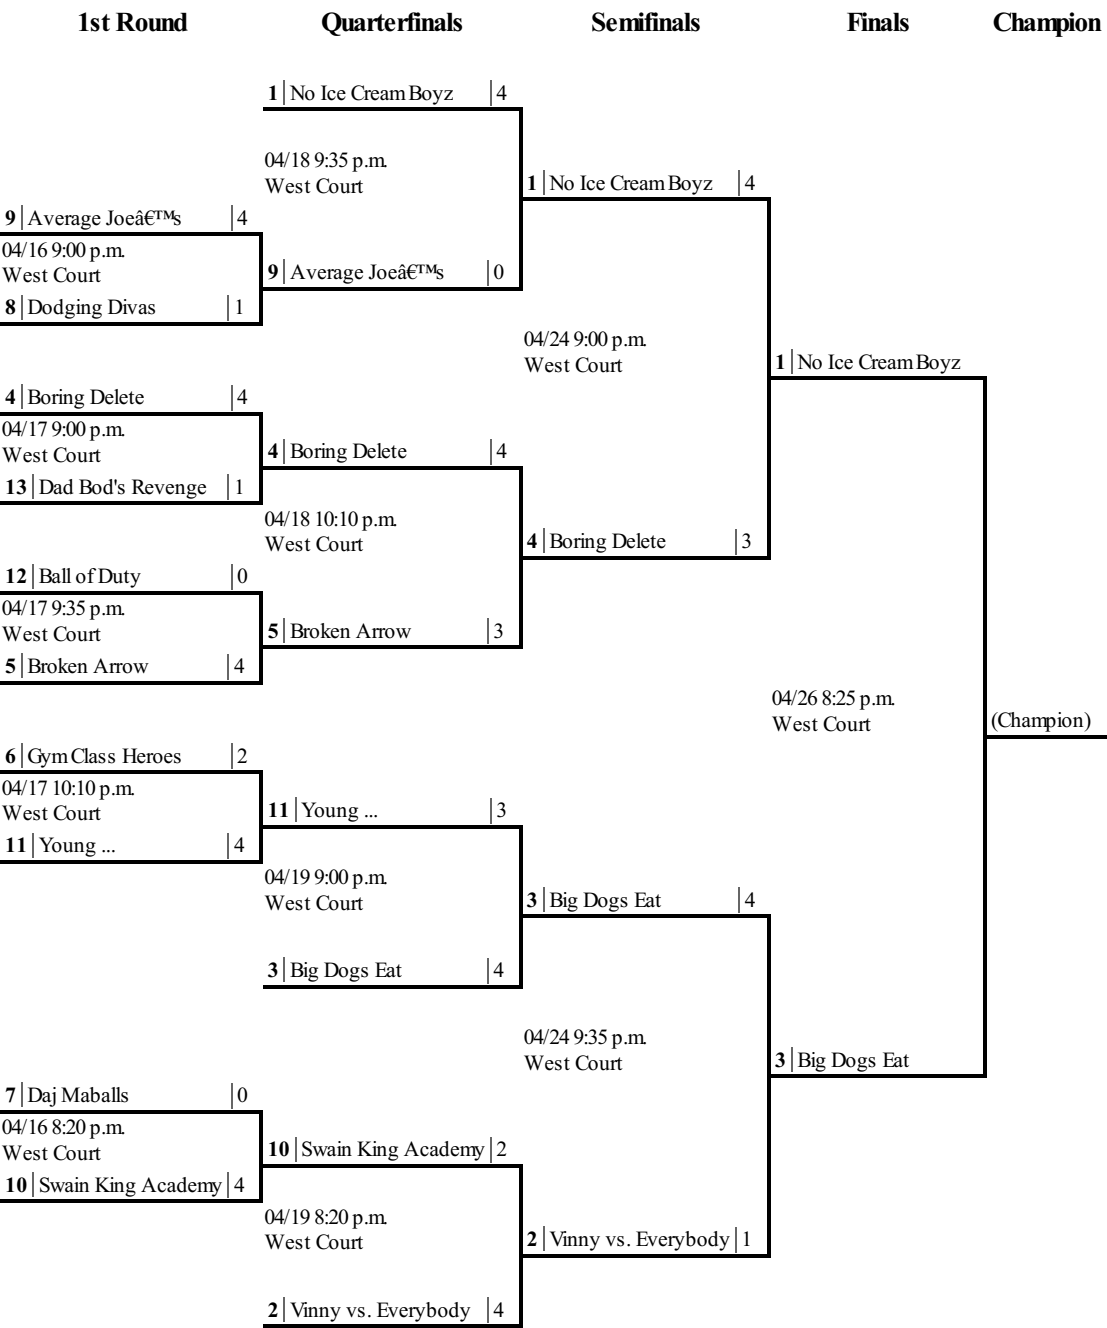 1st Round Quarterfinals Semifinals Finals Champion
1 No Ice Cream Boyz 4
04/18 9:35 p.m.
West Court
1 No Ice Cream Boyz 4
9 Average Joeâ€™s 4
04/16 9:00 p.m.
West Court
9 Average Joeâ€™s 0
8 Dodging Divas 1
04/24 9:00 p.m.
West Court
1 No Ice Cream Boyz
4 Boring Delete 4
04/17 9:00 p.m.
West Court
4 Boring Delete 4
13 Dad Bod's Revenge 1
04/18 10:10 p.m.
West Court
4 Boring Delete 3
12 Ball of Duty 0
04/17 9:35 p.m.
West Court
5 Broken Arrow 3
5 Broken Arrow 4
04/26 8:25 p.m.
West Court
(Champion)
6 Gym Class Heroes 2
04/17 10:10 p.m.
West Court
11 Young ... 3
11 Young ... 4
04/19 9:00 p.m.
West Court
3 Big Dogs Eat 4
3 Big Dogs Eat 4
04/24 9:35 p.m.
West Court
3 Big Dogs Eat
7 Daj Maballs 0
04/16 8:20 p.m.
West Court
10 Swain King Academy 2
10 Swain King Academy 4
04/19 8:20 p.m.
West Court
2 Vinny vs. Everybody 1
2 Vinny vs. Everybody 4